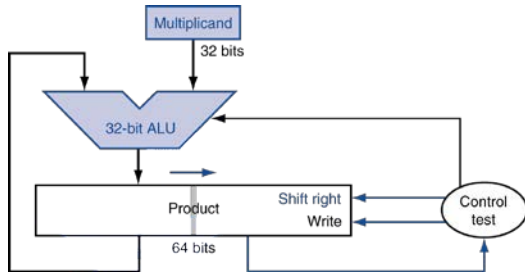 Multiplicand
32 bits
32-bit ALU
Product
Shift right
Write
Control
test
64 bits